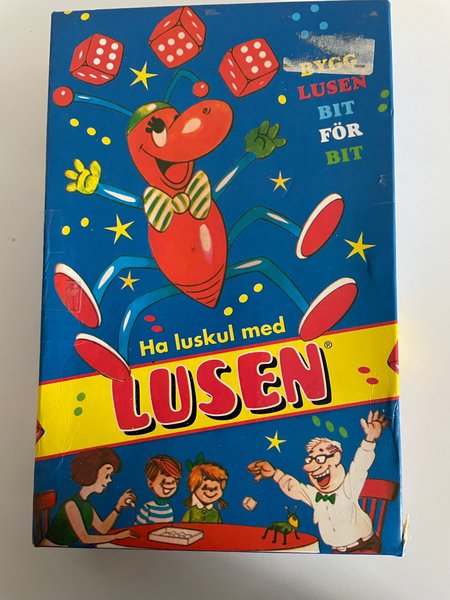 BYGG
LUSEN
BIT
FÖR
BIT
Ha luskul med
LUSEN®